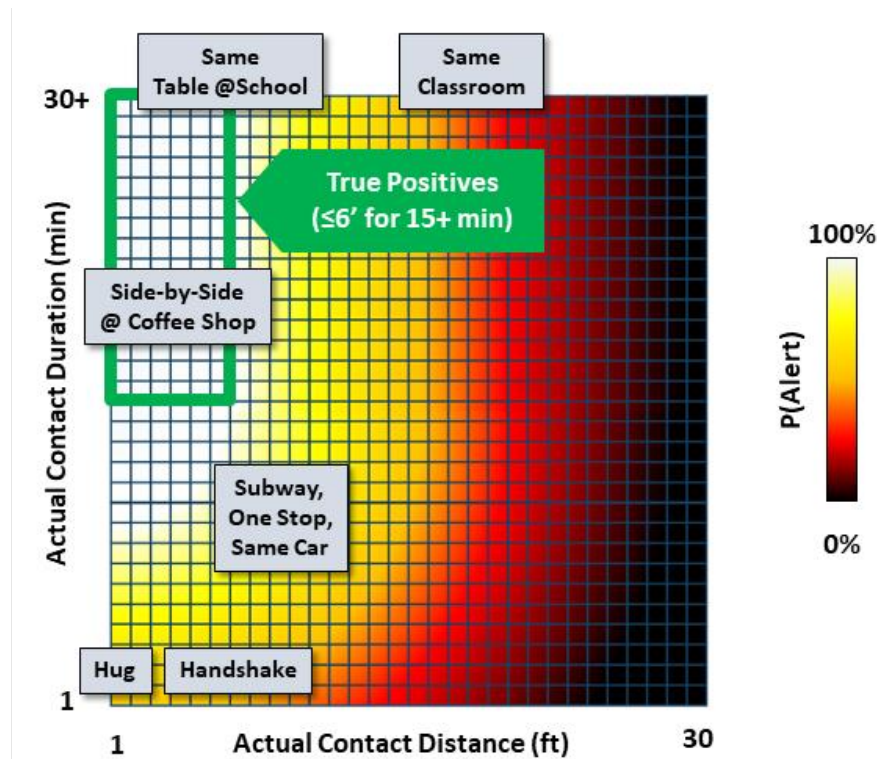 Same
Table @School
Same
Classroom
30+
True Positives
(≤6’ for 15+ min)
100%
Side-by-Side
@ Coffee Shop
Actual Contact Duration (min)
P(Alert)
Subway,
One Stop,
Same Car
0%
Hug
Handshake
1
1
Actual Contact Distance (ft)
30